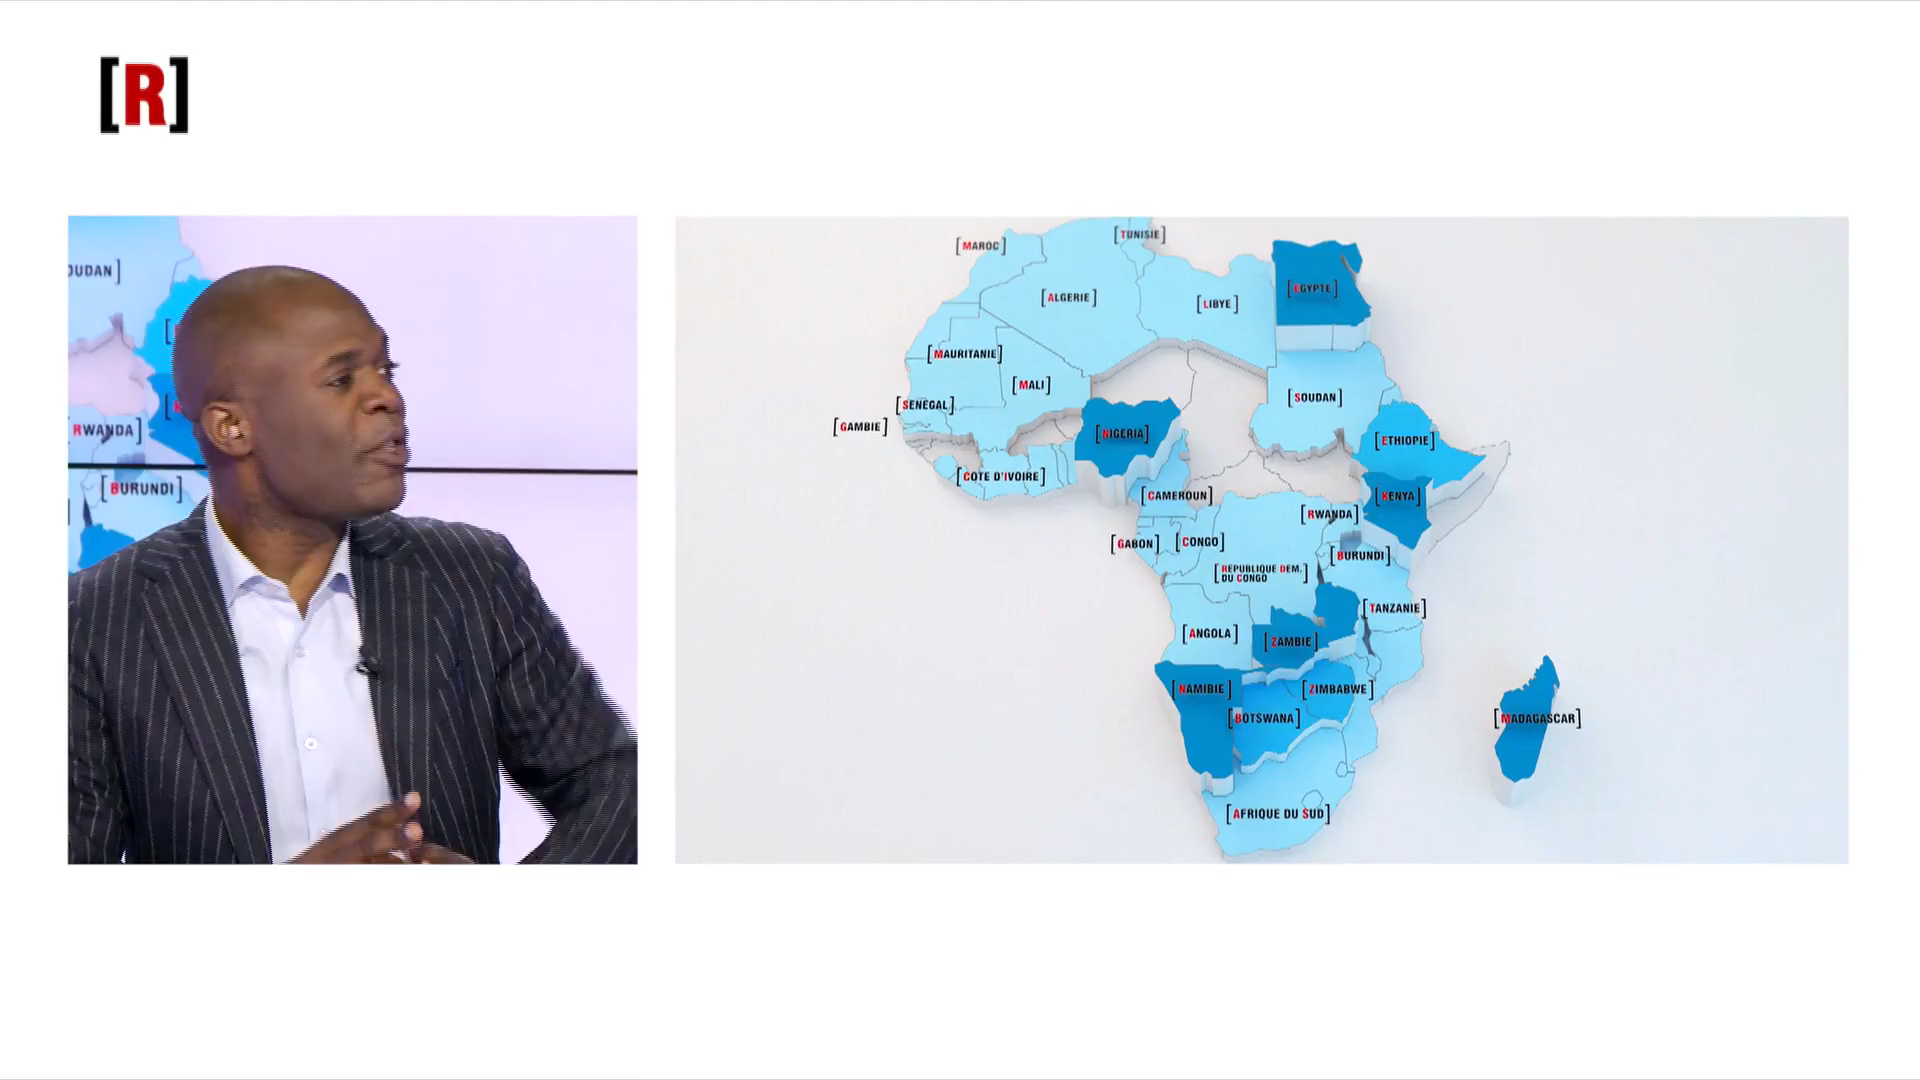 [R]
OUDAN]
[
[
RWANDA]
[BURUNDI]
[MAROC]
[TUNISIE]
[ALGERIE]
[LIBYE]
[EGYPTE]
[MAURITANIE]
[MALI]
[SENEGAL]
[GAMBIE]
[SOUDAN]
[NIGERIA]
[ETHIOPIE]
[COTE D'IVOIRE]
[CAMEROUN]
[KENYA]
[RWANDA]
[GABON]
[CONGO]
[BURUNDI]
[REPUBLIQUE DEM.
DU CONGO]
[TANZANIE]
[ANGOLA]
[ZAMBIE]
[NAMIBIE]
[ZIMBABWE]
[BOTSWANA]
[MADAGASCAR]
[AFRIQUE DU SUD]